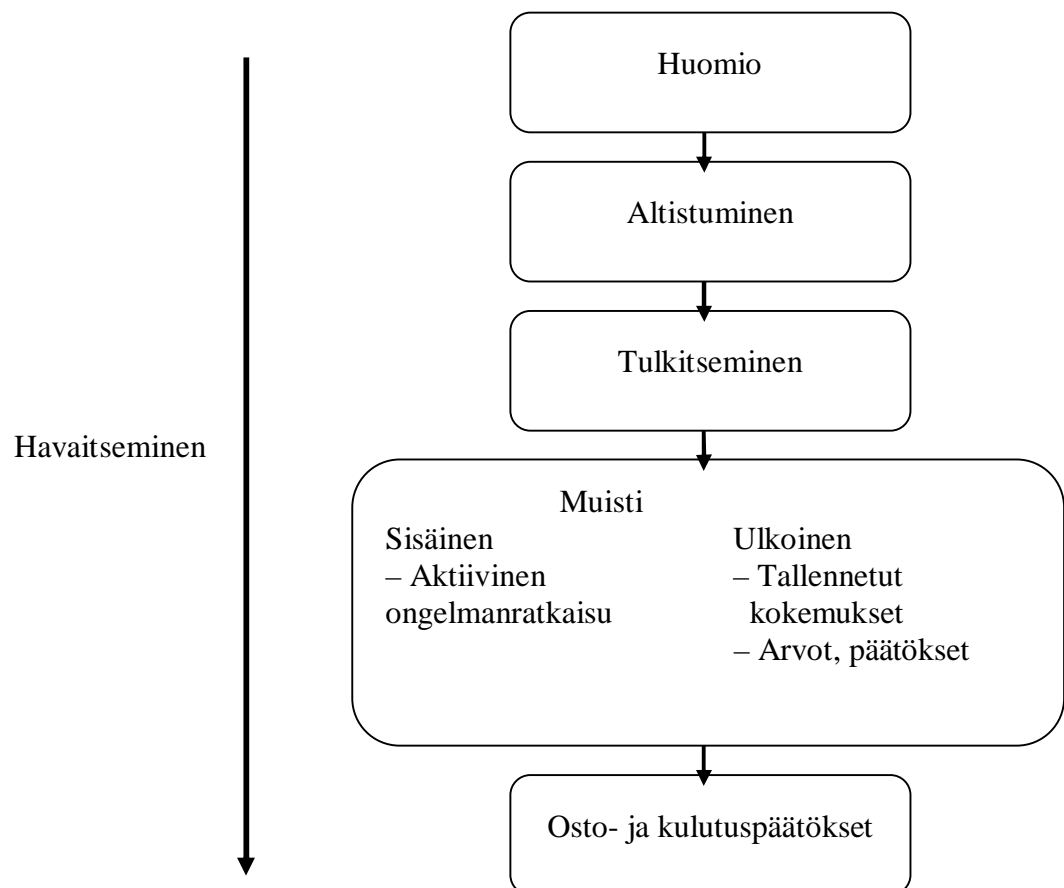 Huomio
Altistuminen
Tulkitseminen
Havaitseminen
Muisti
Sisäinen
– Aktiivinen
ongelmanratkaisu
Ulkoinen
– Tallennetut
kokemukset
– Arvot, päätökset
Osto- ja kulutuspäätökset